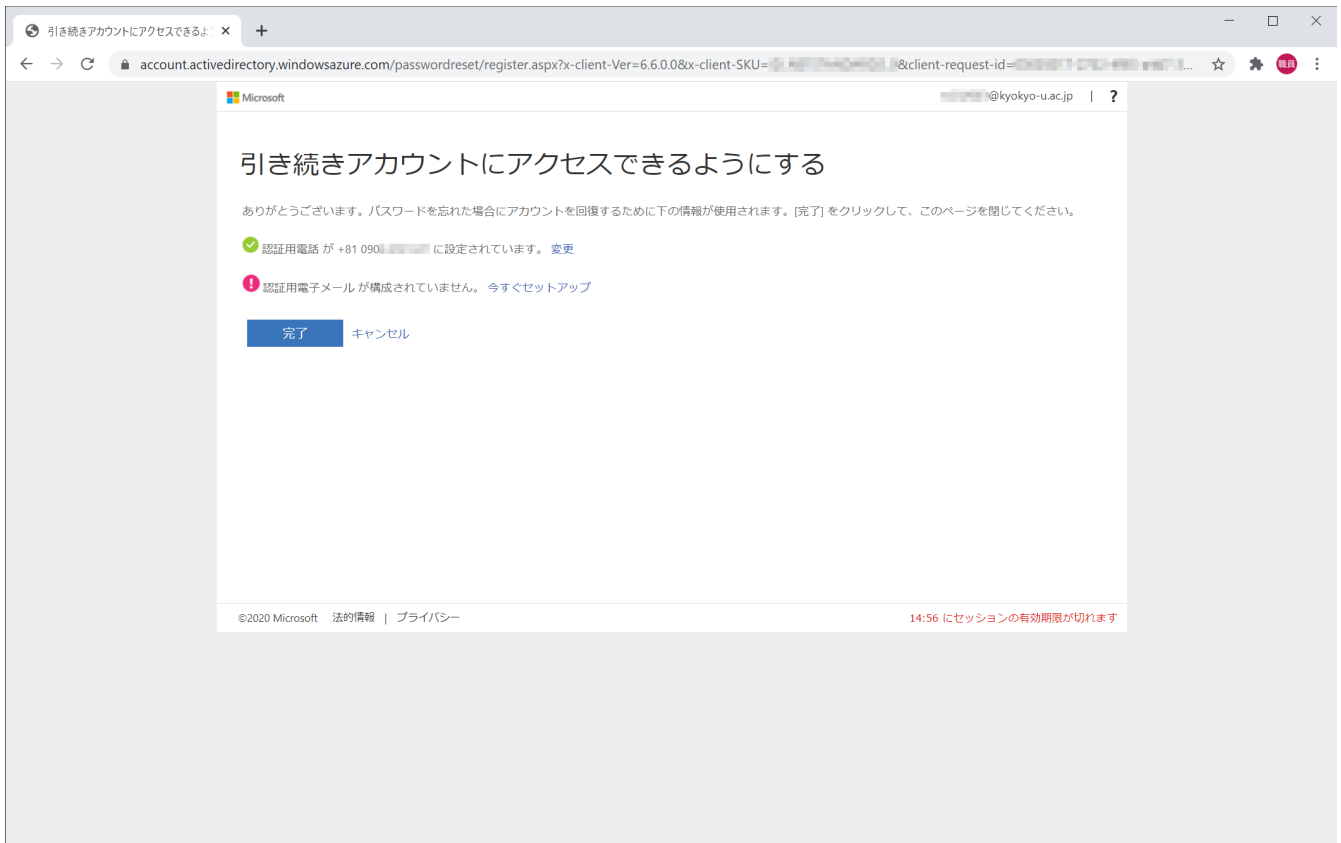 引き続きアカウントにアクセスできるよ
account.activedirectory.windowsazure.com/passwordreset/register.aspx?x-client-Ver=6.6.0.0&x-client-SKU= &client-request-id= ...
職員
Microsoft
@kyokyo-u.ac.jp | ?
引き続きアカウントにアクセスできるようにする
ありがとうございます。パスワードを忘れた場合にアカウントを回復するために下の情報が使用されます。[完了] をクリックして、このページを閉じてください。
認証用電話 が +81 090 に設定されています。 変更
認証用電子メール が構成されていません。 今すぐセットアップ
完了 キャンセル
©2020 Microsoft 法的情報 | プライバシー
14:56 にセッションの有効期限が切れます